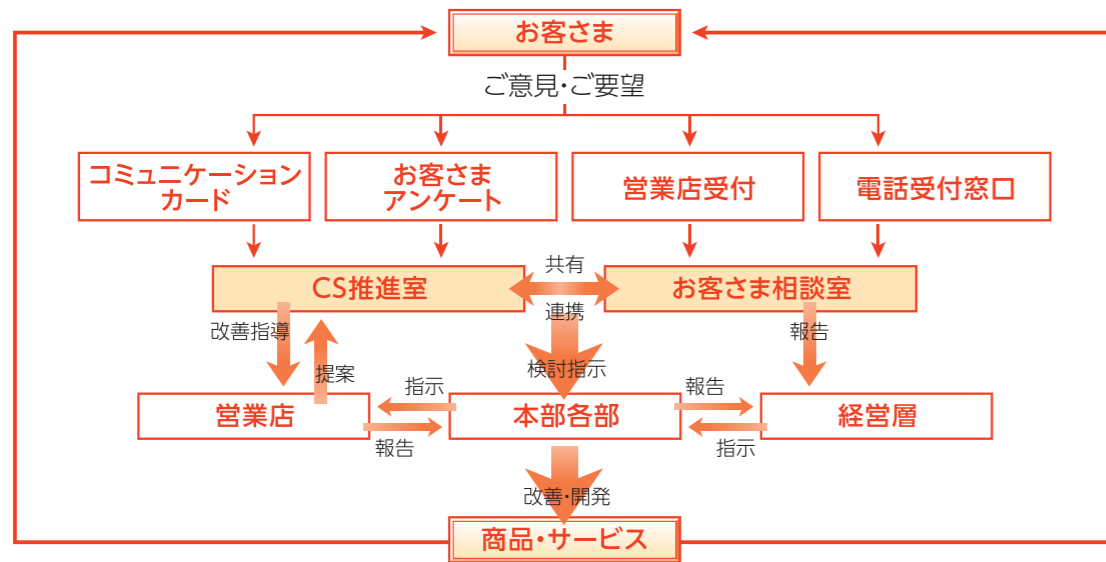 お客さま
ご意見・ご要望
コミュニケーション
カード
お客さま
アンケート
営業店受付
電話受付窓口
CS推進室
共有
連携
お客さま相談室
改善指導
提案
検討指示
報告
営業店
指示
報告
本部各部
報告
指示
経営層
改善・開発
商品・サービス